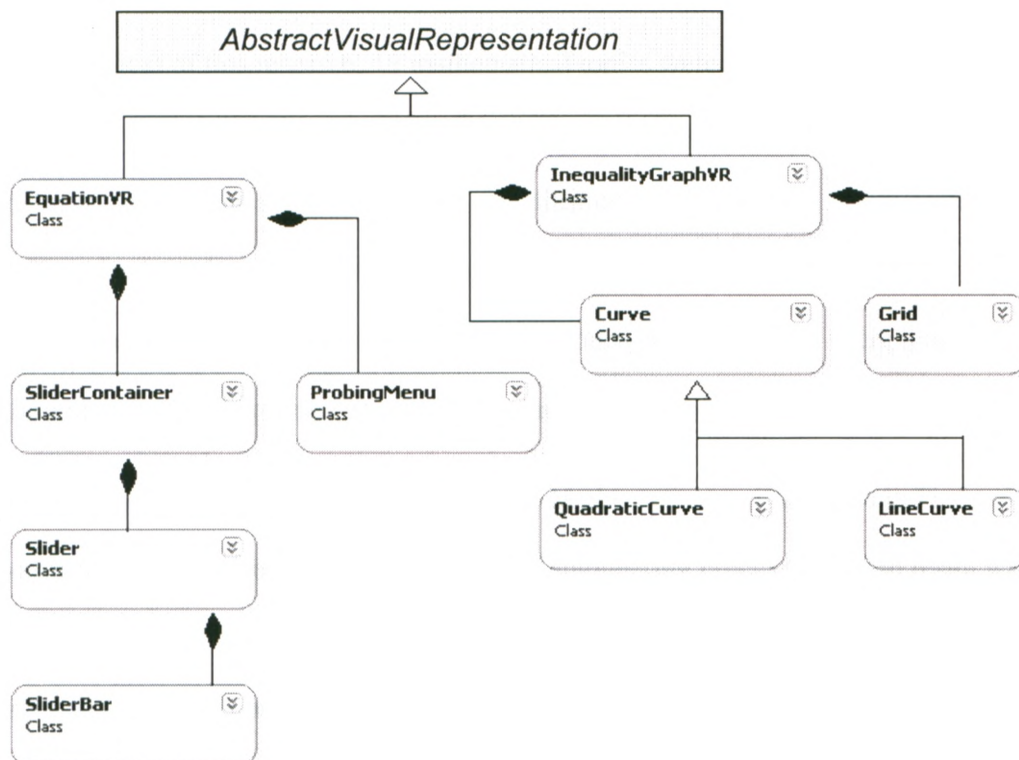 AbstractVisualRepresentation
EquationVR
Class
InequalityGraphVR
Class
Curve
Class
Grid
Class
SliderContainer
Class
ProbingMenu
Class
QuadraticCurve
Class
LineCurve
Class
Slider
Class
SliderBar
Class